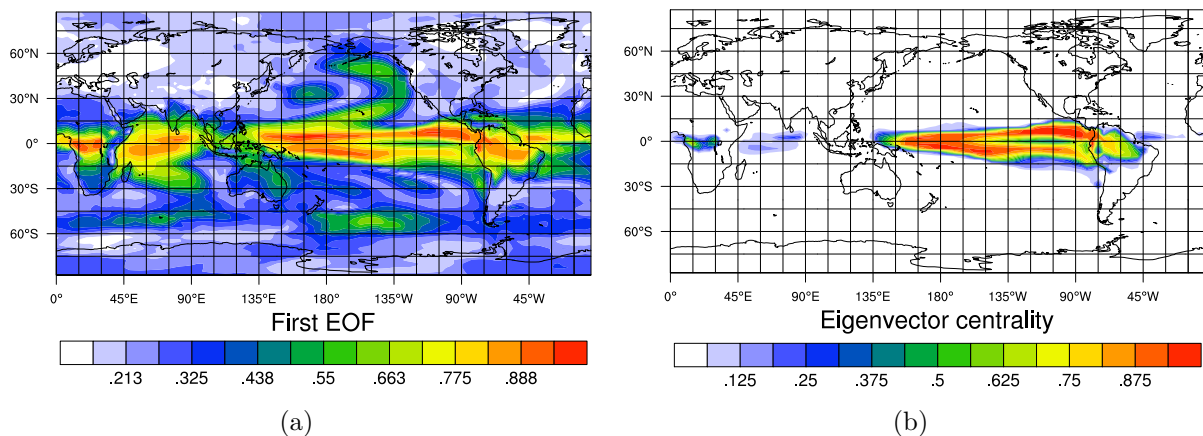 60°N
30°N
0°
30°S
60°S
0° 45°E 90°E 135°E 180° 135°W 90°W 45°W
First EOF
.213 .325 .438 .55 .663 .775 .888
(a)
60°N
30°N
0°
30°S
60°S
0° 45°E 90°E 135°E 180° 135°W 90°W 45°W
Eigenvector centrality
.125 .25 .375 .5 .625 .75 .875
(b)